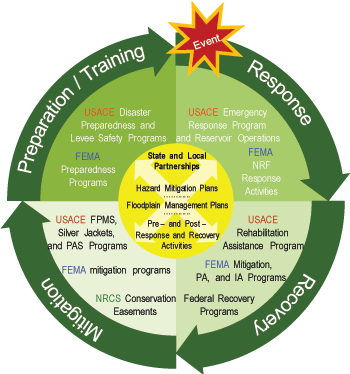 Event
Preparation / Training
Response
Recovery
Mitigation
USACE Disaster
Preparedness and
Levee Safety Programs
FEMA
Preparedness
Programs
USACE Emergency
Response Program
and Reservoir Operations
FEMA
NRF
Response
Activities
State and Local
Partnerships
Hazard Mitigation Plans
Floodplain Management Plans
Pre – and Post –
Response and Recovery
Activities
USACE FPMS,
Silver Jackets,
and PAS Programs
FEMA mitigation programs
NRCS Conservation
Easements
USACE
Rehabilitation
Assistance Program
FEMA Mitigation,
PA, and IA Programs
Federal Recovery
Programs